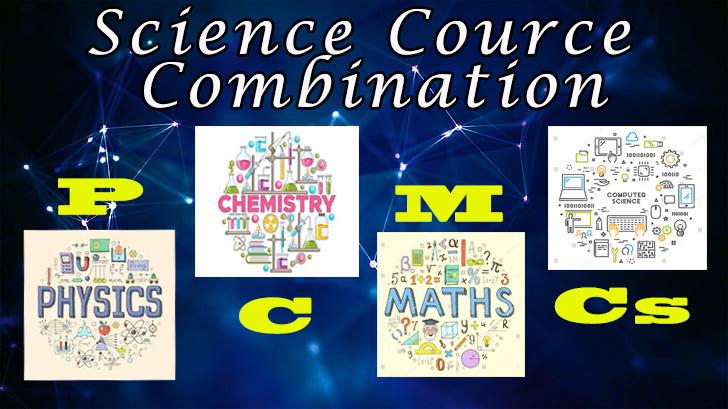 Science Cource
Combination
P
PHYSICS
CHEMISTRY
C
M
MATHS
COMPUTER
SCIENCE
Cs